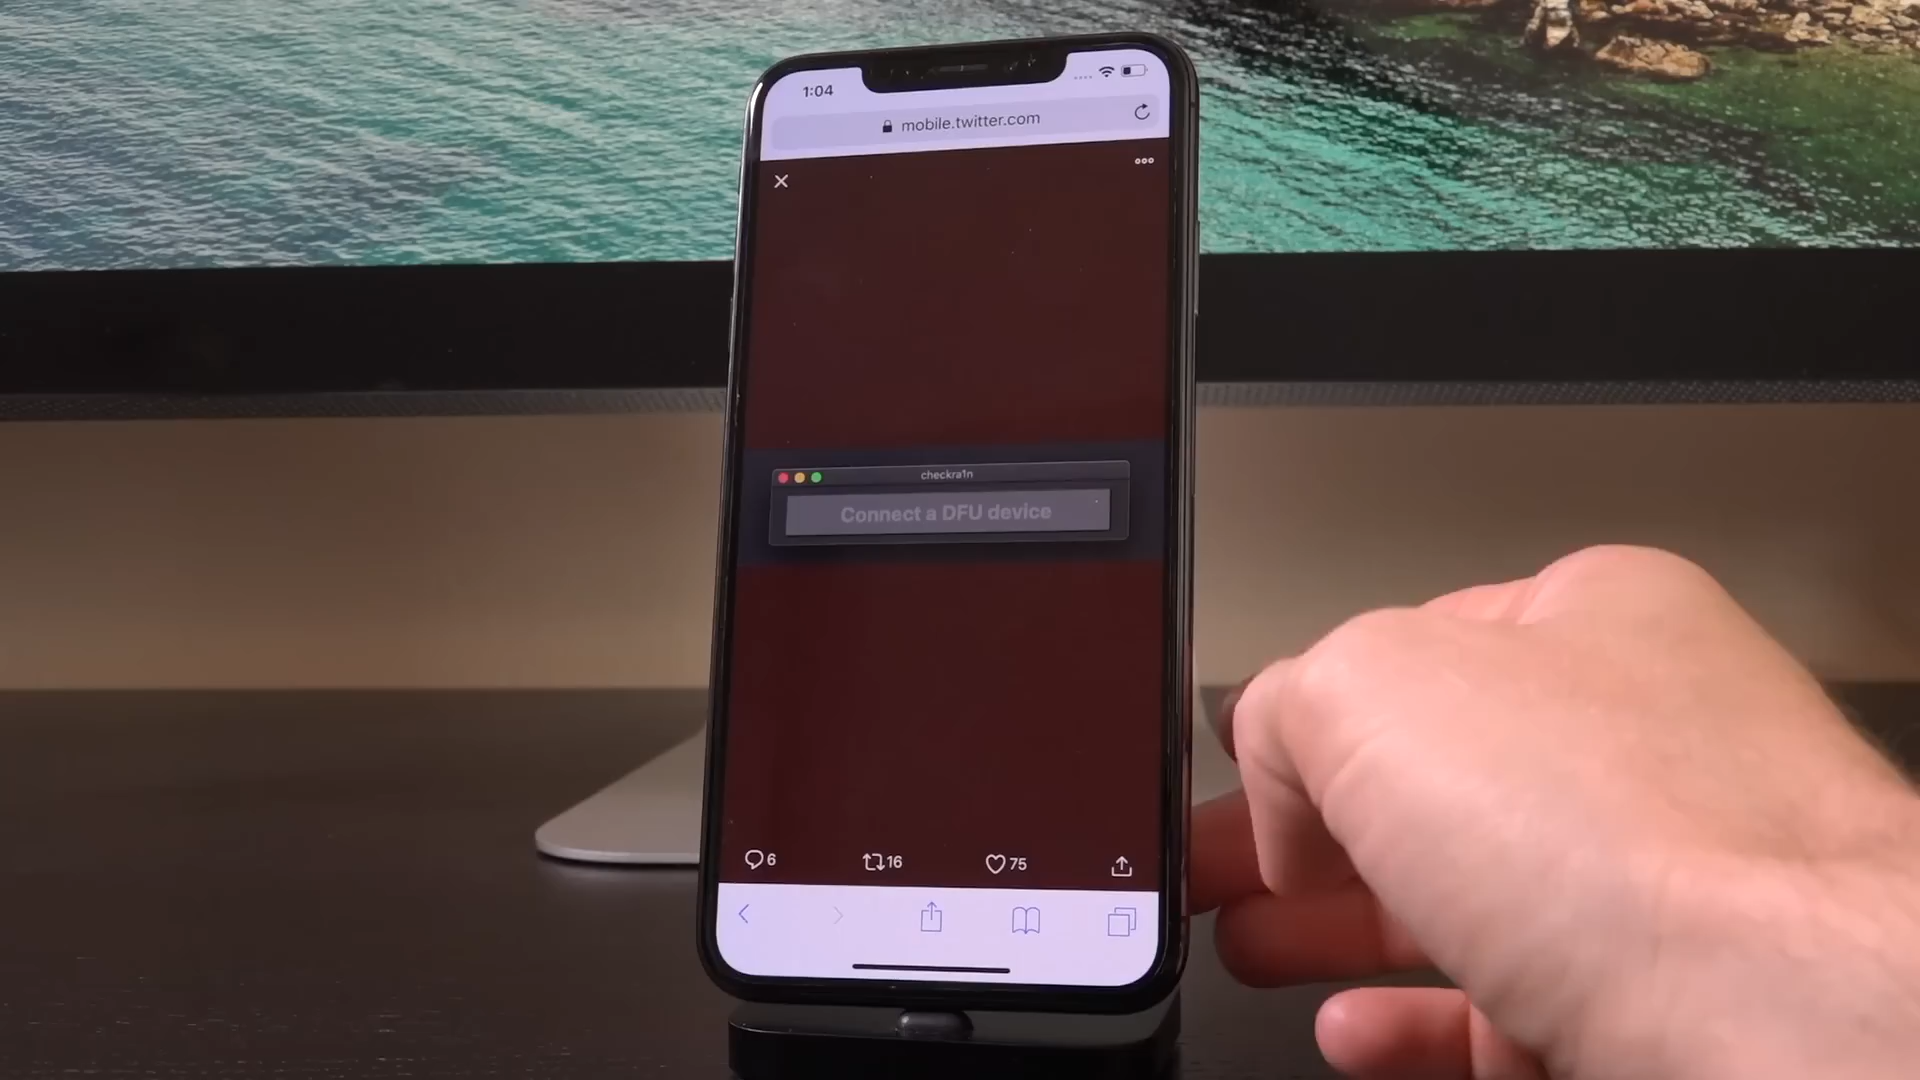 1:04
mobile.twitter.com
checkra1n
Connect a DFU device
6
16
75